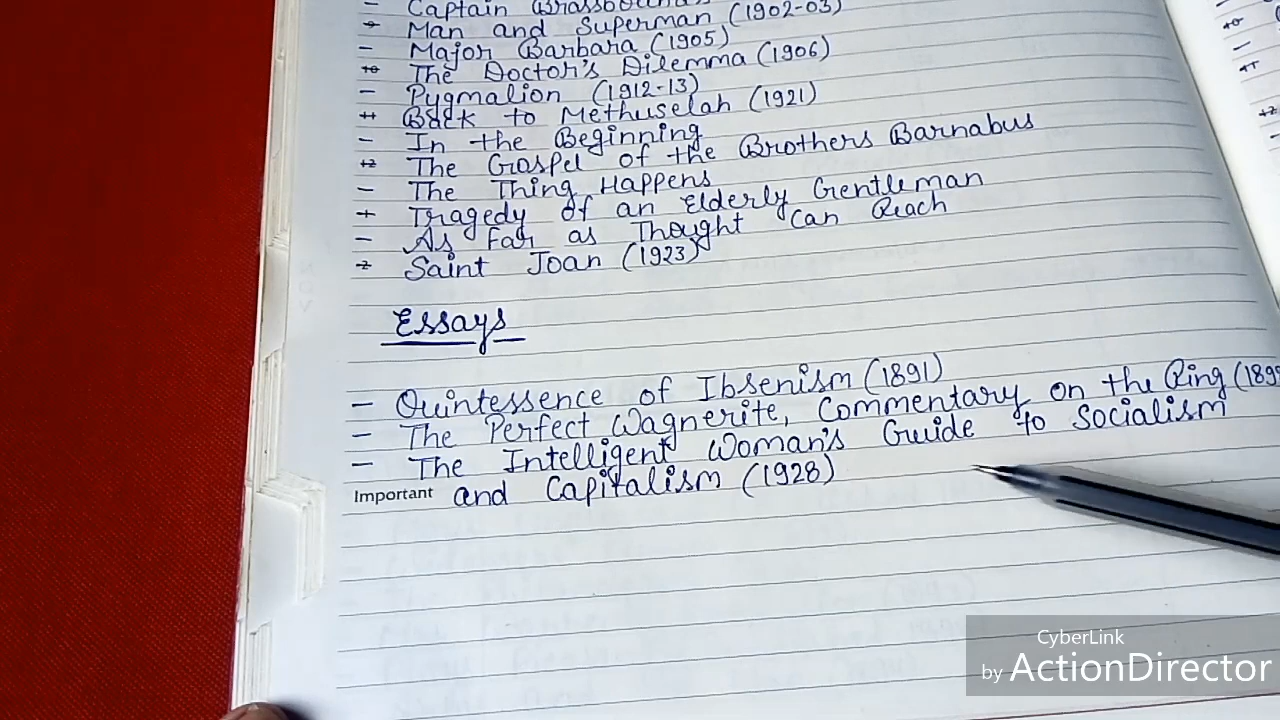 - Captain
+ Man and Superman (1902-03)
- Major Barbara (1905)
+ The Doctor's Dilemma (1906)
- Pygmalion (1912-13)
+ Back to Methuselah (1921)
- In the Beginning
+ The Gospel of the Brothers Barnabus
- The Thing Happens
+ Tragedy of an Elderly Gentleman
- As Far as Thought Can Reach
+ Saint Joan (1923)
Essays
- Quintessence of Ibsenism (1891)
- The Perfect Wagnerite, Commentary on the Ring (189
- The Intelligent Woman's Guide to Socialism
Important and Capitalism (1928)
CyberLink
by ActionDirector